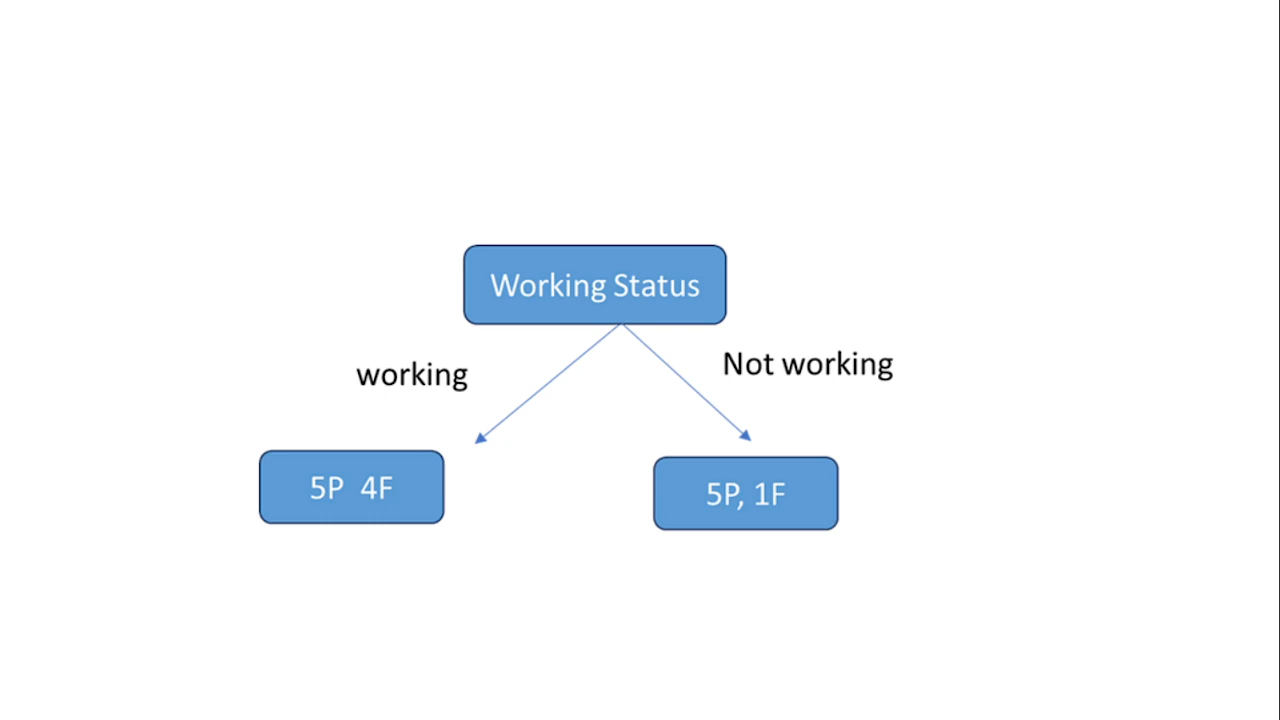 Working Status
working
Not working
5P 4F
5P, 1F